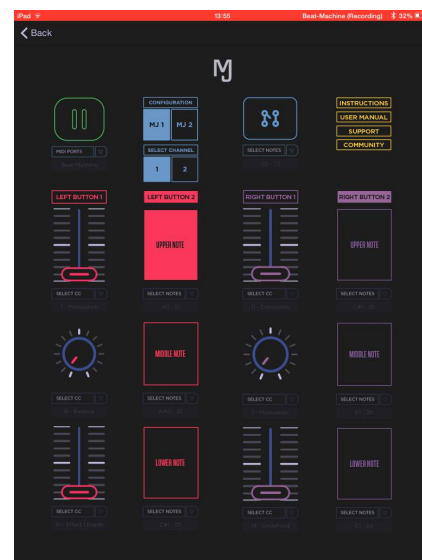 iPad 13:55 Beat-Machine (Recording) 32%
Back
MJ
CONFIGURATION
MJ 1 MJ 2
INSTRUCTIONS
USER MANUAL
SUPPORT
COMMUNITY
MIDI PORTS
Beat-Machine
SELECT CHANNEL
1 2
SELECT NOTES
LEFT BUTTON 1 LEFT BUTTON 2 RIGHT BUTTON 1 RIGHT BUTTON 2
UPPER NOTE UPPER NOTE
SELECT CC SELECT NOTES SELECT CC SELECT NOTES
MIDDLE NOTE MIDDLE NOTE
SELECT CC SELECT NOTES SELECT CC SELECT NOTES
LOWER NOTE LOWER NOTE
SELECT CC SELECT NOTES SELECT CC SELECT NOTES